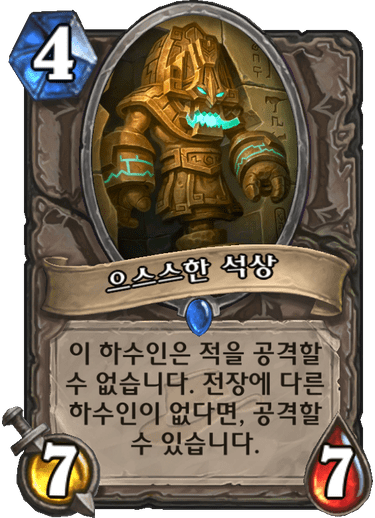 4
으스스한 석상
이 하수인은 적을 공격할
수 없습니다. 전장에 다른
하수인이 없다면, 공격할
수 있습니다.
7 7